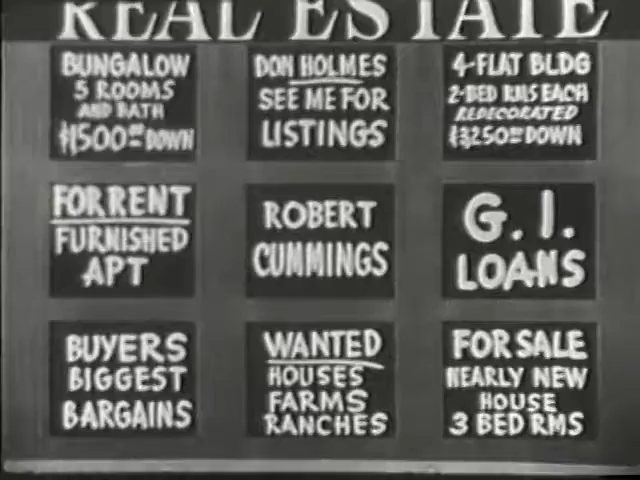 REAL ESTATE
BUNGALOW
5 ROOMS
AND BATH
$1500.00 DOWN
DON HOLMES
SEE ME FOR
LISTINGS
4-FLAT BLDG
2-BED RMS EACH
REDECORATED
$3250.00 DOWN
FOR RENT
FURNISHED
APT
ROBERT
CUMMINGS
G. I.
LOANS
BUYERS
BIGGEST
BARGAINS
WANTED
HOUSES
FARMS
RANCHES
FOR SALE
NEARLY NEW
HOUSE
3 BED RMS